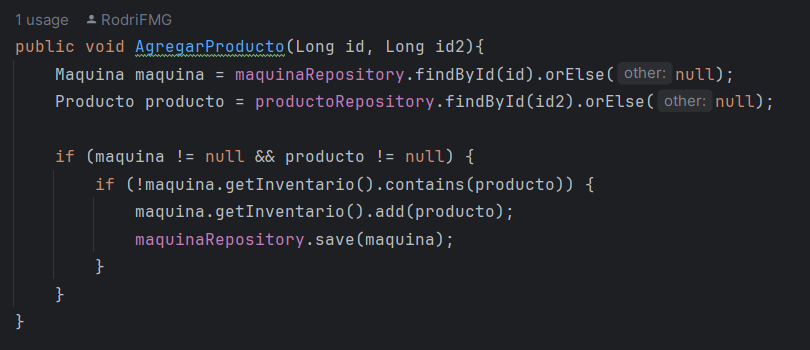 1 usage RodriFMG
public void AgregarProducto(Long id, Long id2){
Maquina maquina = maquinaRepository.findById(id).orElse( other: null);
Producto producto = productoRepository.findById(id2).orElse( other: null);
if (maquina != null && producto != null) {
if (!maquina.getInventario().contains(producto)) {
maquina.getInventario().add(producto);
maquinaRepository.save(maquina);
}
}
}